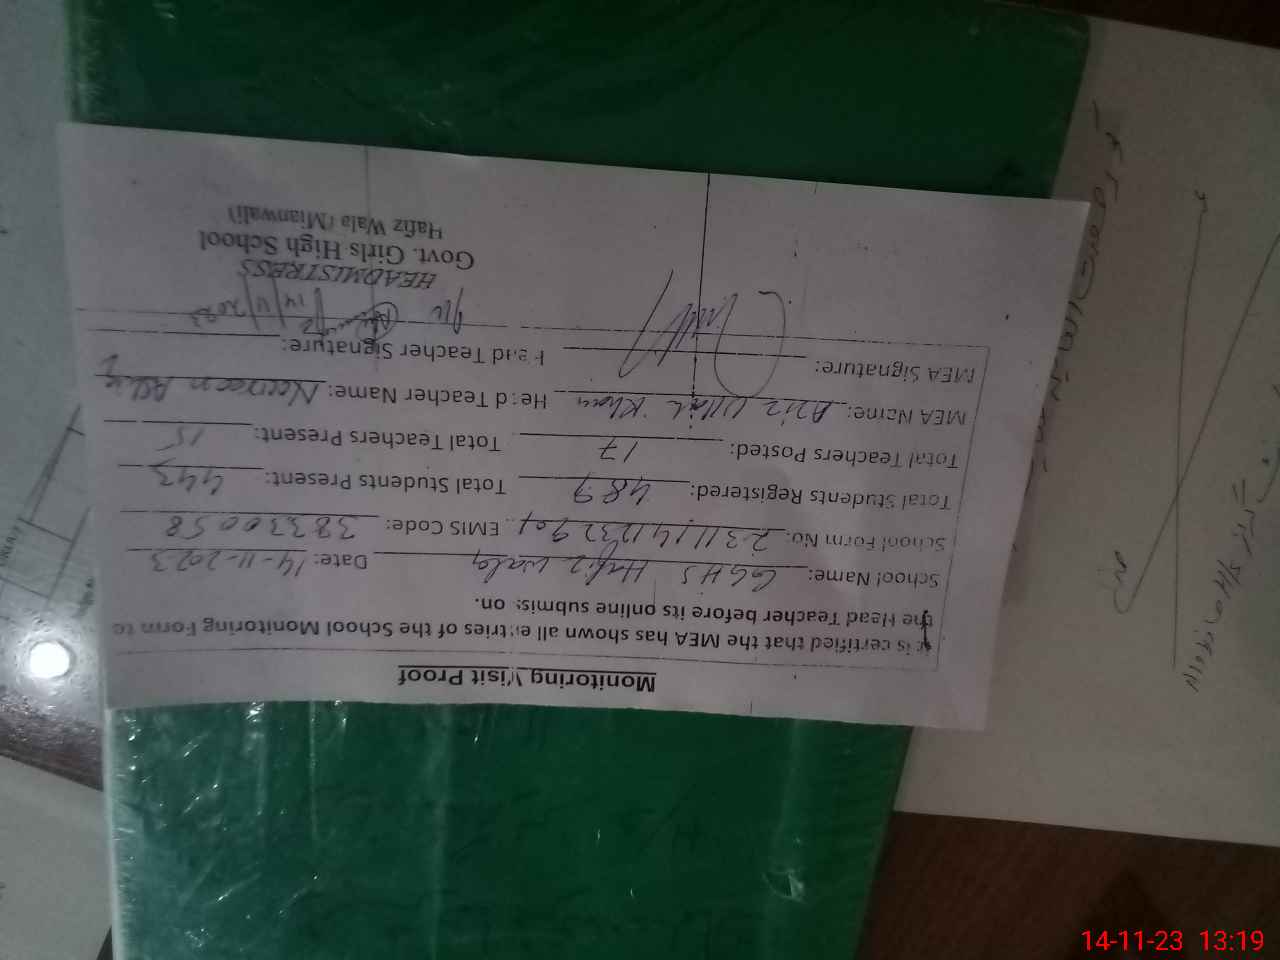 Monitoring Visit Proof
It is certified that the MEA has shown all entries of the School Monitoring Form to
the Head Teacher before its online submission.
School Name: GGHS Hafiz Wala Date: 14-11-2023
School Form No: EMIS Code: 38330058
Total Students Registered: 489 Total Students Present: 443
Total Teachers Posted: 17 Total Teachers Present: 15
MEA Name: Aziz Ullah Khan Head Teacher Name:
MEA Signature: Head Teacher Signature:
14/11/2023
HEADMISTRESS
Govt. Girls High School
Hafiz Wala (Mianwali)
14-11-23 13:19